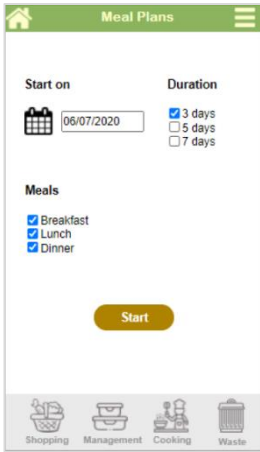 Meal Plans
Start on
Duration
06/07/2020
3 days
5 days
7 days
Meals
Breakfast
Lunch
Dinner
Start
Shopping Management Cooking Waste